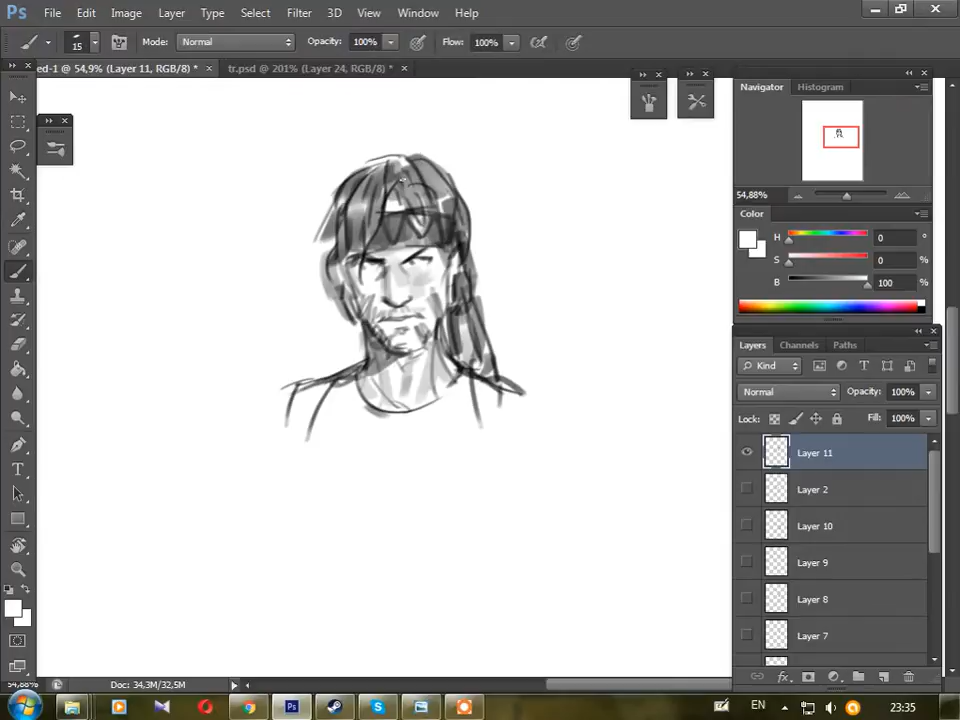 Ps File Edit Image Layer Type Select Filter 3D View Window Help
15 Mode: Normal Opacity: 100% Flow: 100%
ed-1 @ 54,9% (Layer 11, RGB/8) * × tr.psd @ 201% (Layer 24, RGB/8) * ×
Navigator Histogram
54,88%
Color
H 0 °
S 0 %
B 100 %
Layers Channels Paths
Kind
Normal Opacity: 100%
Lock: Fill: 100%
Layer 11
Layer 2
Layer 10
Layer 9
Layer 8
Layer 7
54,88% Doc: 34,3M/32,5M
Ps EN 23:35